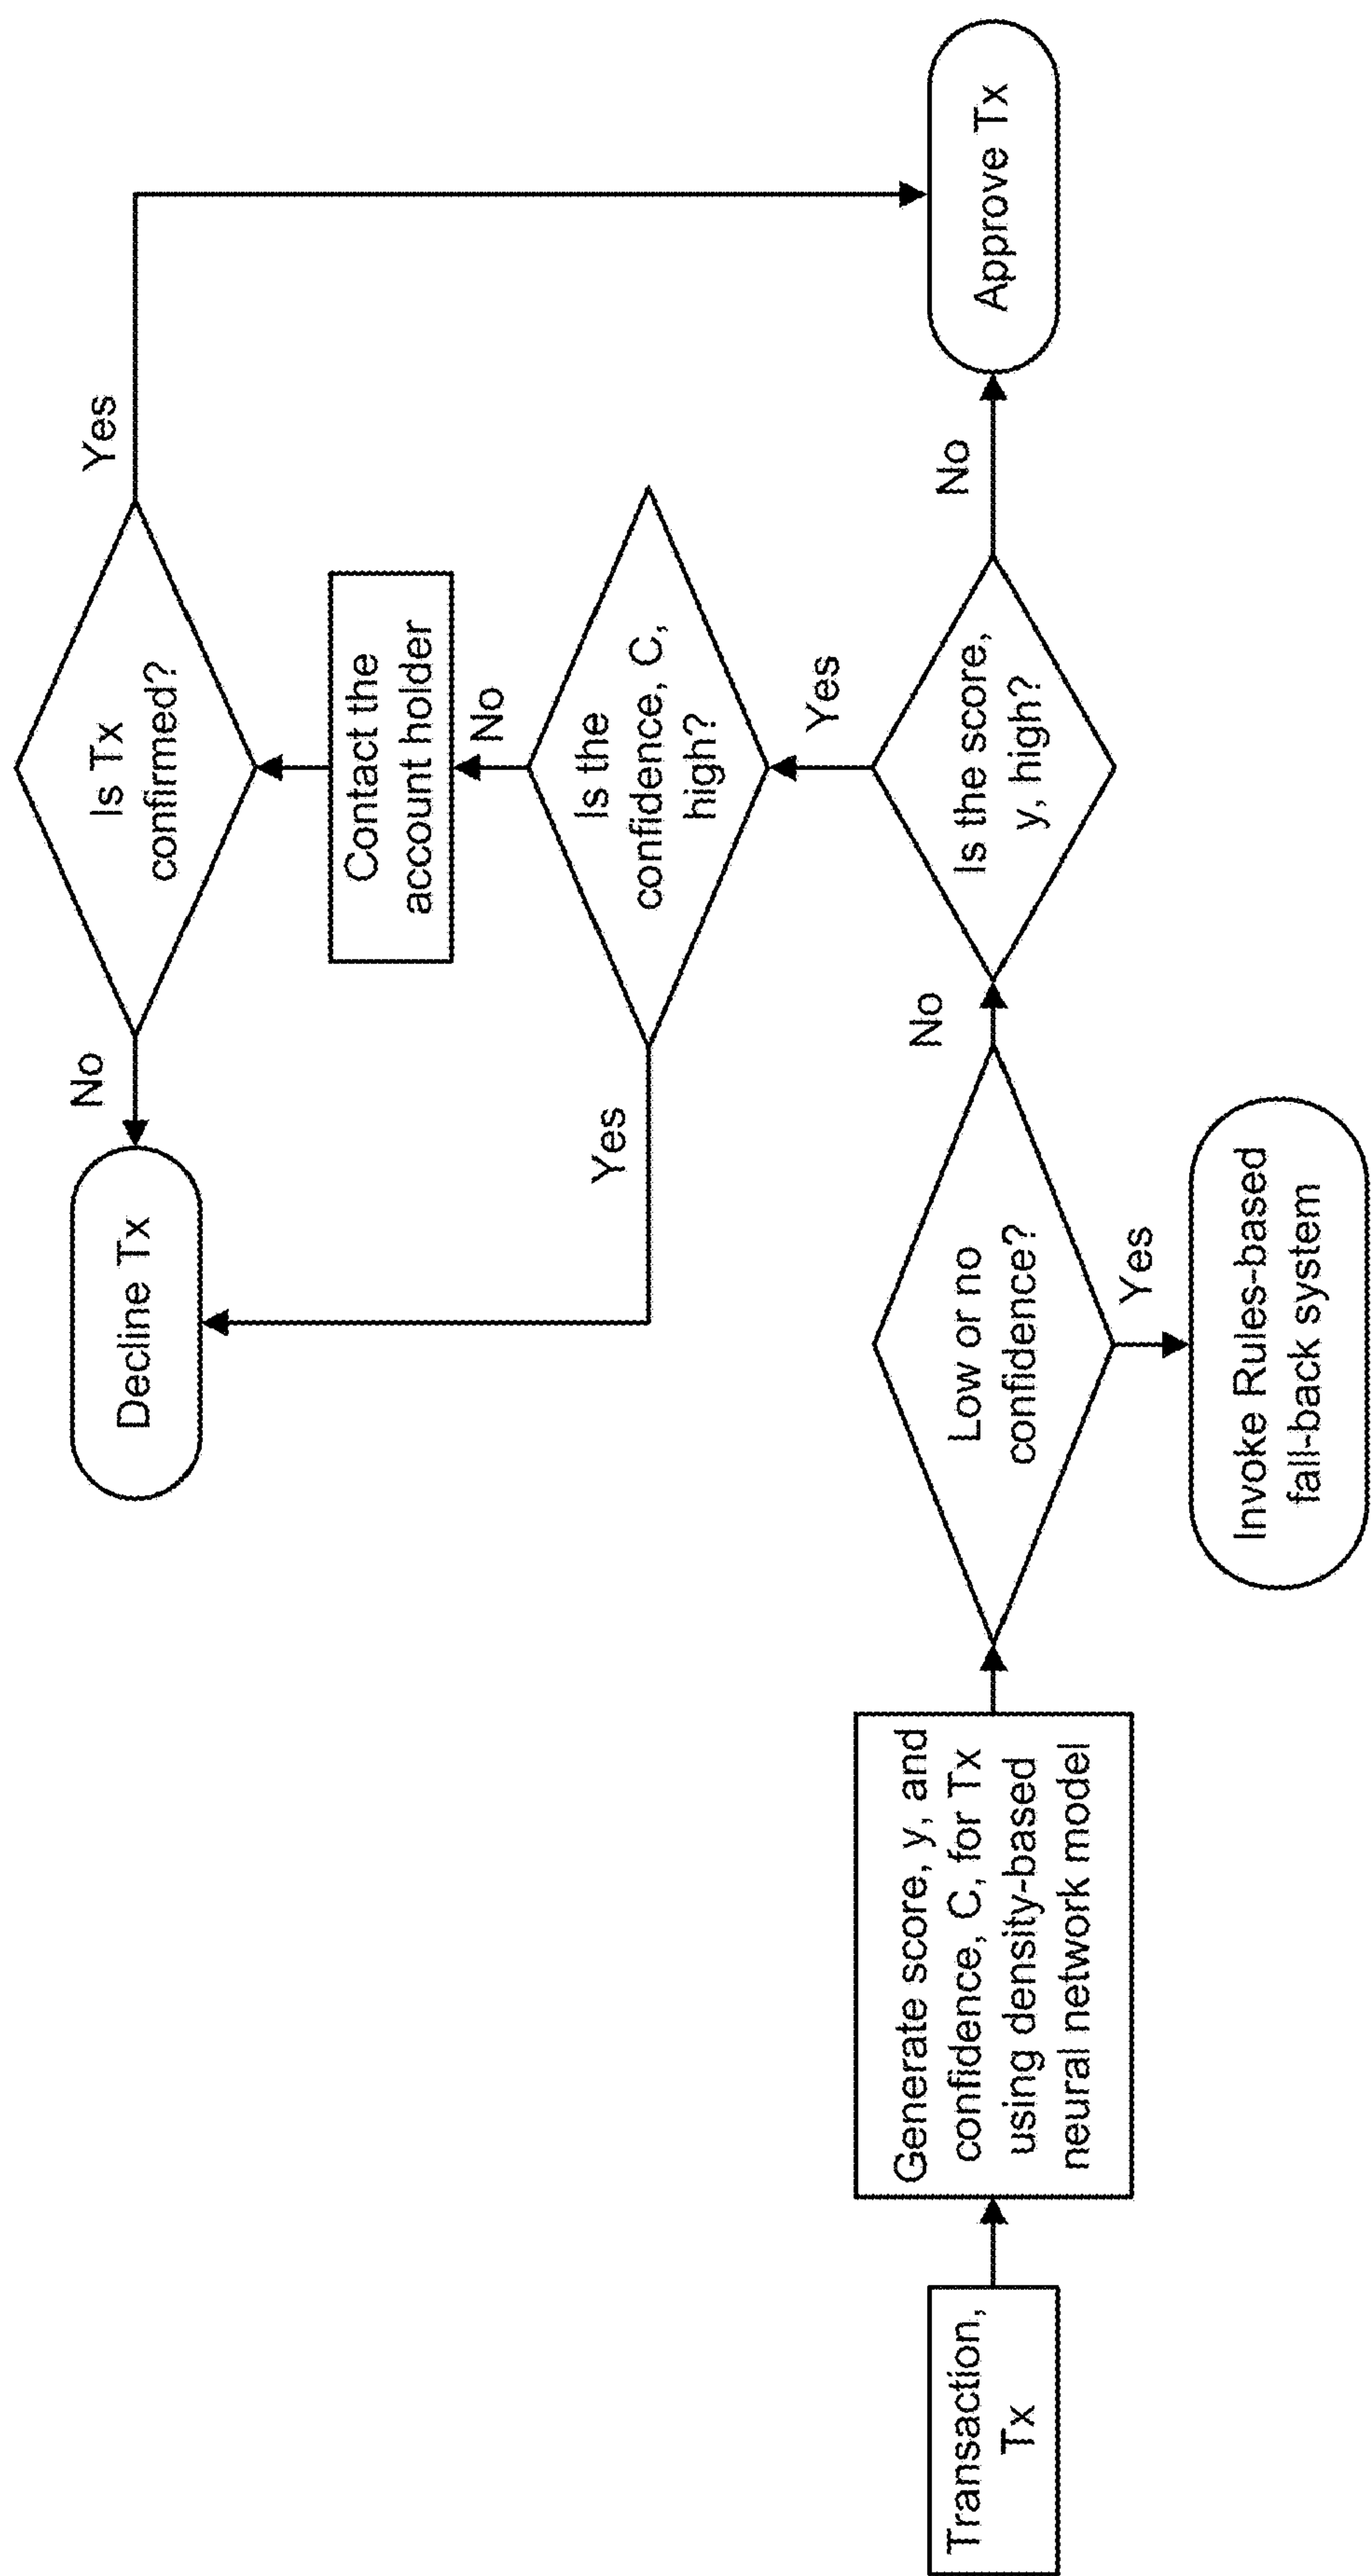 Transaction,
Tx
Generate score, y, and
confidence, C, for Tx
using density-based
neural network model
Low or no
confidence?
Yes
Invoke Rules-based
fall-back system
No
Is the score,
y, high?
No
Approve Tx
Yes
Is the
confidence, C,
high?
Yes
Decline Tx
No
Contact the
account holder
Is Tx
confirmed?
No
Yes